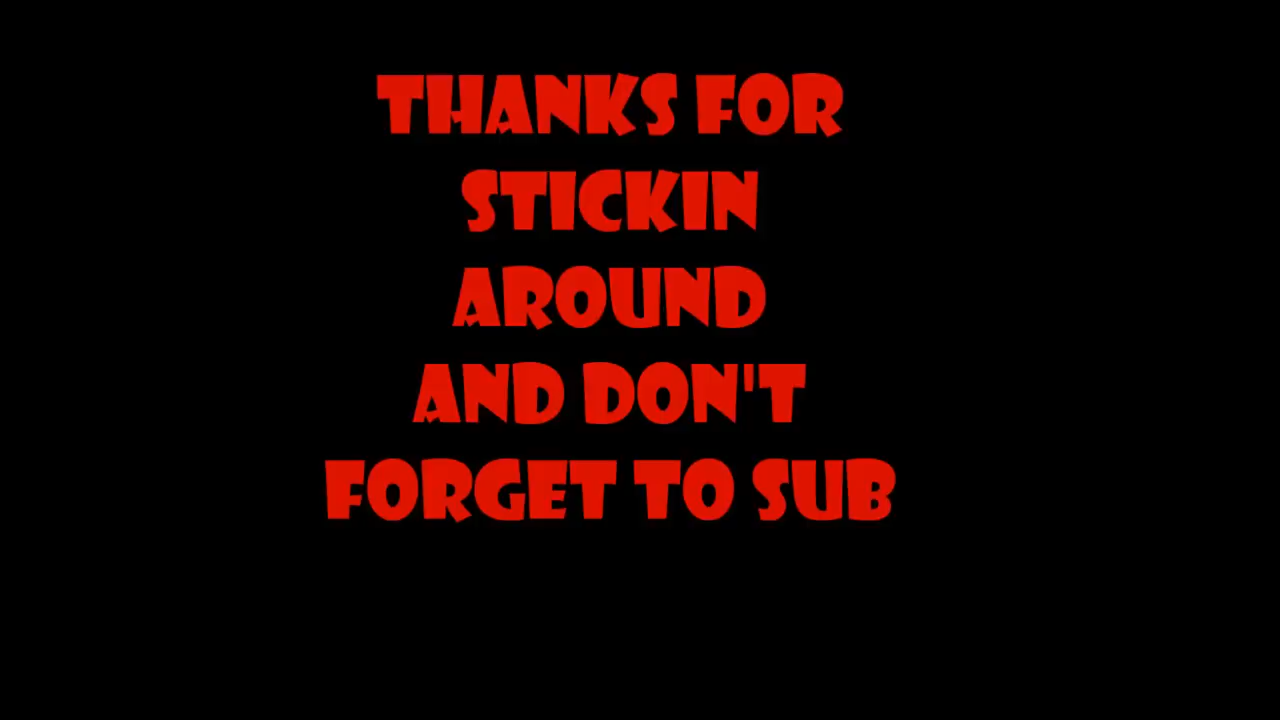 THANKS FOR
STICKIN
AROUND
AND DON'T
FORGET TO SUB